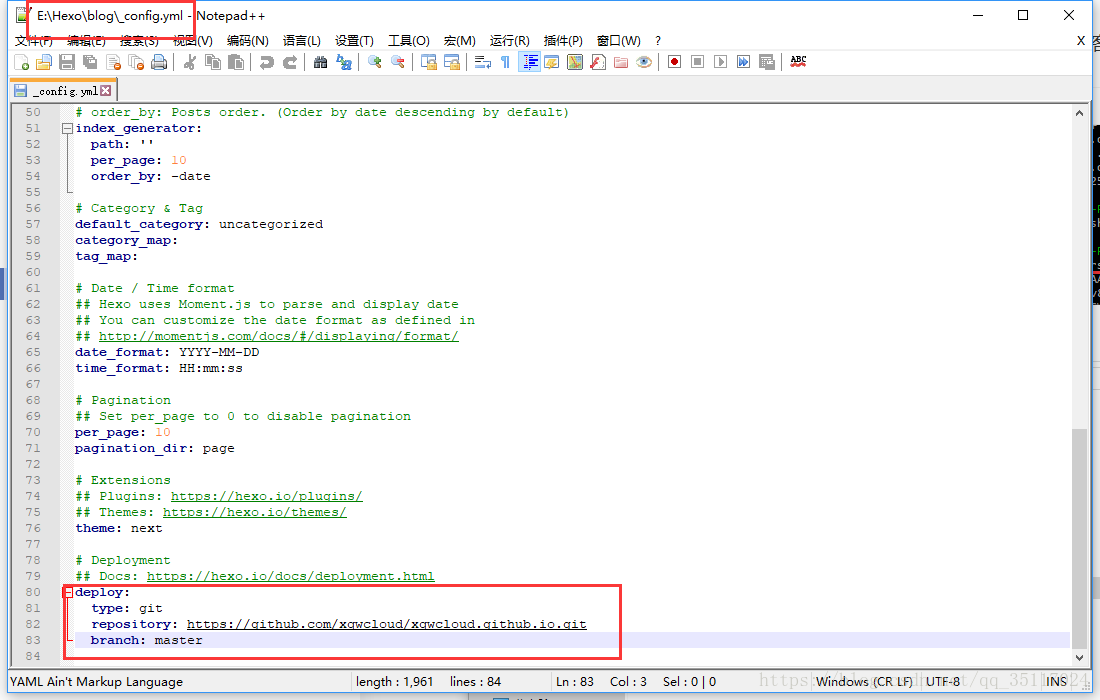 E:\Hexo\blog\_config.yml - Notepad++
文件(F) 编辑(E) 搜索(S) 视图(V) 编码(N) 语言(L) 设置(T) 工具(O) 宏(M) 运行(R) 插件(P) 窗口(W) ? X
ABC
_config.yml
50 # order_by: Posts order. (Order by date descending by default)
51 index_generator:
52   path: ''
53   per_page: 10
54   order_by: -date
55
56 # Category & Tag
57 default_category: uncategorized
58 category_map:
59 tag_map:
60
61 # Date / Time format
62 ## Hexo uses Moment.js to parse and display date
63 ## You can customize the date format as defined in
64 ## http://momentjs.com/docs/#/displaying/format/
65 date_format: YYYY-MM-DD
66 time_format: HH:mm:ss
67
68 # Pagination
69 ## Set per_page to 0 to disable pagination
70 per_page: 10
71 pagination_dir: page
72
73 # Extensions
74 ## Plugins: https://hexo.io/plugins/
75 ## Themes: https://hexo.io/themes/
76 theme: next
77
78 # Deployment
79 ## Docs: https://hexo.io/docs/deployment.html
80 deploy:
81   type: git
82   repository: https://github.com/xgwcloud/xgwcloud.github.io.git
83   branch: master
84
YAML Ain't Markup Language length : 1,961 lines : 84 Ln : 83 Col : 3 Sel : 0 | 0 Windows (CR LF) UTF-8 INS